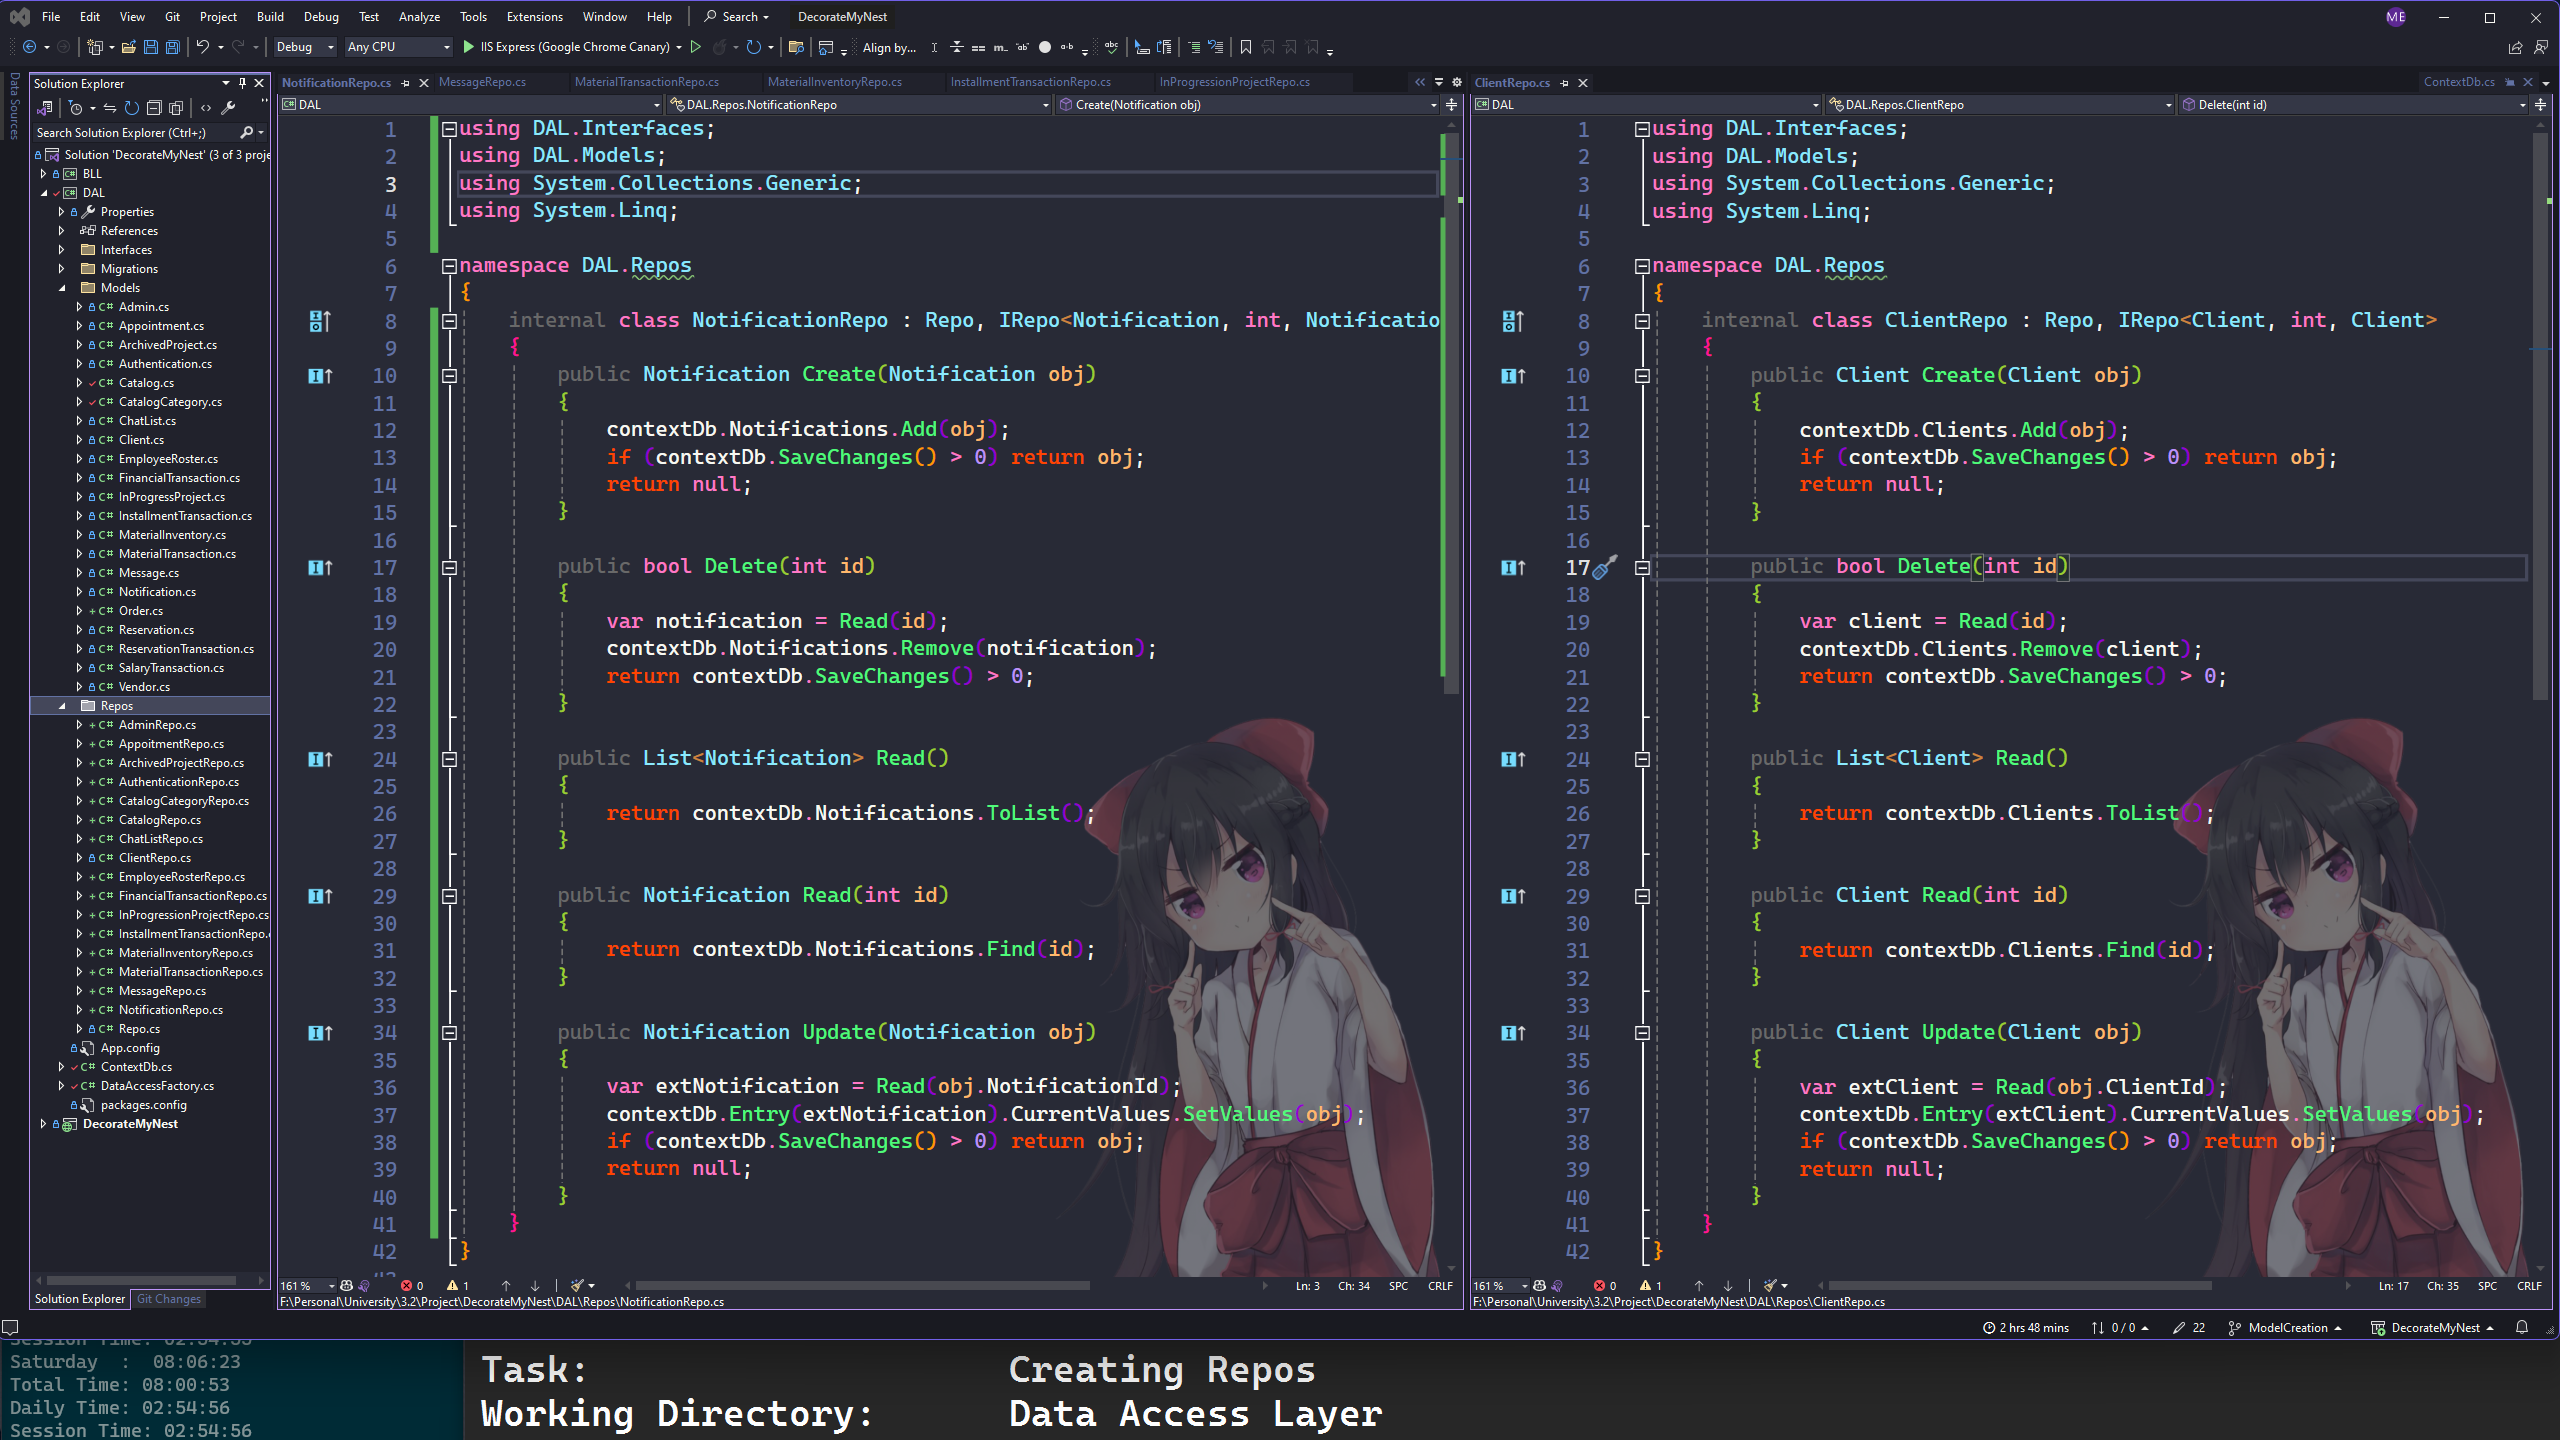 File Edit View Git Project Build Debug Test Analyze Tools Extensions Window Help Search DecorateMyNest ME
Debug Any CPU IIS Express (Google Chrome Canary) Align by...
Data Sources
Solution Explorer
Search Solution Explorer (Ctrl+;)
Solution 'DecorateMyNest' (3 of 3 proje
BLL
DAL
Properties
References
Interfaces
Migrations
Models
Admin.cs
Appointment.cs
ArchivedProject.cs
Authentication.cs
Catalog.cs
CatalogCategory.cs
ChatList.cs
Client.cs
EmployeeRoster.cs
FinancialTransaction.cs
InProgressProject.cs
InstallmentTransaction.cs
MaterialInventory.cs
MaterialTransaction.cs
Message.cs
Notification.cs
Order.cs
Reservation.cs
ReservationTransaction.cs
SalaryTransaction.cs
Vendor.cs
Repos
AdminRepo.cs
AppoitmentRepo.cs
ArchivedProjectRepo.cs
AuthenticationRepo.cs
CatalogCategoryRepo.cs
CatalogRepo.cs
ChatListRepo.cs
ClientRepo.cs
EmployeeRosterRepo.cs
FinancialTransactionRepo.cs
InProgressionProjectRepo.cs
InstallmentTransactionRepo.
MaterialInventoryRepo.cs
MaterialTransactionRepo.cs
MessageRepo.cs
NotificationRepo.cs
Repo.cs
App.config
ContextDb.cs
DataAccessFactory.cs
packages.config
DecorateMyNest
Solution Explorer Git Changes
NotificationRepo.cs MessageRepo.cs MaterialTransactionRepo.cs MaterialInventoryRepo.cs InstallmentTransactionRepo.cs InProgressionProjectRepo.cs
DAL DAL.Repos.NotificationRepo Create(Notification obj)
1 using DAL.Interfaces;
2 using DAL.Models;
3 using System.Collections.Generic;
4 using System.Linq;
5
6 namespace DAL.Repos
7 {
8 internal class NotificationRepo : Repo, IRepo<Notification, int, Notificatio
9 {
10 public Notification Create(Notification obj)
11 {
12 contextDb.Notifications.Add(obj);
13 if (contextDb.SaveChanges() > 0) return obj;
14 return null;
15 }
16
17 public bool Delete(int id)
18 {
19 var notification = Read(id);
20 contextDb.Notifications.Remove(notification);
21 return contextDb.SaveChanges() > 0;
22 }
23
24 public List<Notification> Read()
25 {
26 return contextDb.Notifications.ToList();
27 }
28
29 public Notification Read(int id)
30 {
31 return contextDb.Notifications.Find(id);
32 }
33
34 public Notification Update(Notification obj)
35 {
36 var extNotification = Read(obj.NotificationId);
37 contextDb.Entry(extNotification).CurrentValues.SetValues(obj);
38 if (contextDb.SaveChanges() > 0) return obj;
39 return null;
40 }
41 }
42 }
161 % 0 1 Ln: 3 Ch: 34 SPC CRLF
F:\Personal\University\3.2\Project\DecorateMyNest\DAL\Repos\NotificationRepo.cs
ClientRepo.cs ContextDb.cs
DAL DAL.Repos.ClientRepo Delete(int id)
1 using DAL.Interfaces;
2 using DAL.Models;
3 using System.Collections.Generic;
4 using System.Linq;
5
6 namespace DAL.Repos
7 {
8 internal class ClientRepo : Repo, IRepo<Client, int, Client>
9 {
10 public Client Create(Client obj)
11 {
12 contextDb.Clients.Add(obj);
13 if (contextDb.SaveChanges() > 0) return obj;
14 return null;
15 }
16
17 public bool Delete(int id)
18 {
19 var client = Read(id);
20 contextDb.Clients.Remove(client);
21 return contextDb.SaveChanges() > 0;
22 }
23
24 public List<Client> Read()
25 {
26 return contextDb.Clients.ToList();
27 }
28
29 public Client Read(int id)
30 {
31 return contextDb.Clients.Find(id);
32 }
33
34 public Client Update(Client obj)
35 {
36 var extClient = Read(obj.ClientId);
37 contextDb.Entry(extClient).CurrentValues.SetValues(obj);
38 if (contextDb.SaveChanges() > 0) return obj;
39 return null;
40 }
41 }
42 }
161 % 0 1 Ln: 17 Ch: 35 SPC CRLF
F:\Personal\University\3.2\Project\DecorateMyNest\DAL\Repos\ClientRepo.cs
2 hrs 48 mins 0 / 0 22 ModelCreation DecorateMyNest
Session Time:
Saturday : 08:06:23
Total Time: 08:00:53
Daily Time: 02:54:56
Session Time: 02:54:56
Task: Creating Repos
Working Directory: Data Access Layer